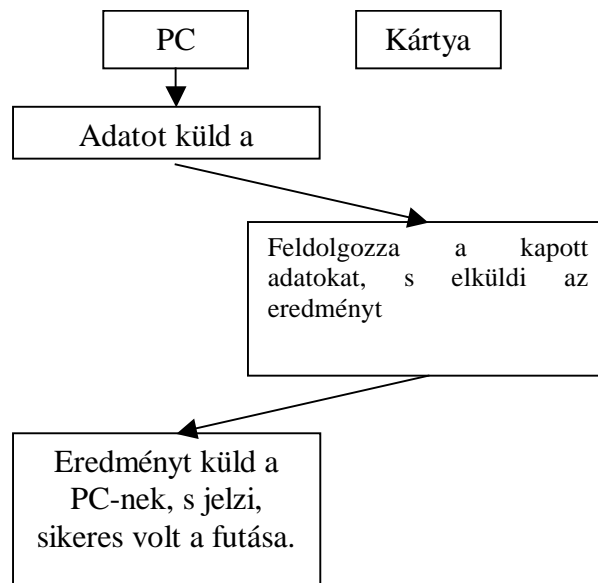 PC
Kártya
Adatot küld a
Feldolgozza a kapott
adatokat, s elküldi az
eredményt
Eredményt küld a
PC-nek, s jelzi,
sikeres volt a futása.